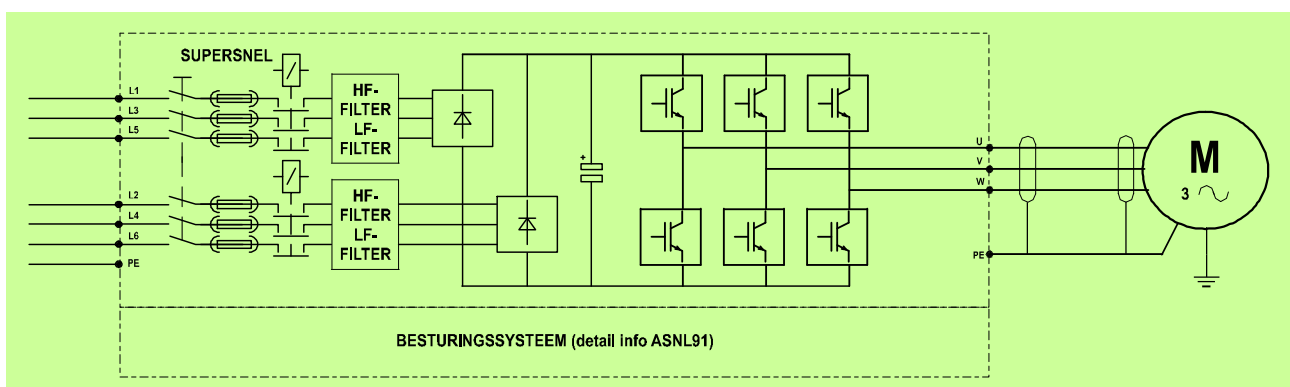 SUPERSNEL
L1
L3
L5
HF-
FILTER
LF-
FILTER
L2
L4
L6
PE
HF-
FILTER
LF-
FILTER
+
U
V
W
PE
M
3
BESTURINGSSYSTEEM (detail info ASNL91)